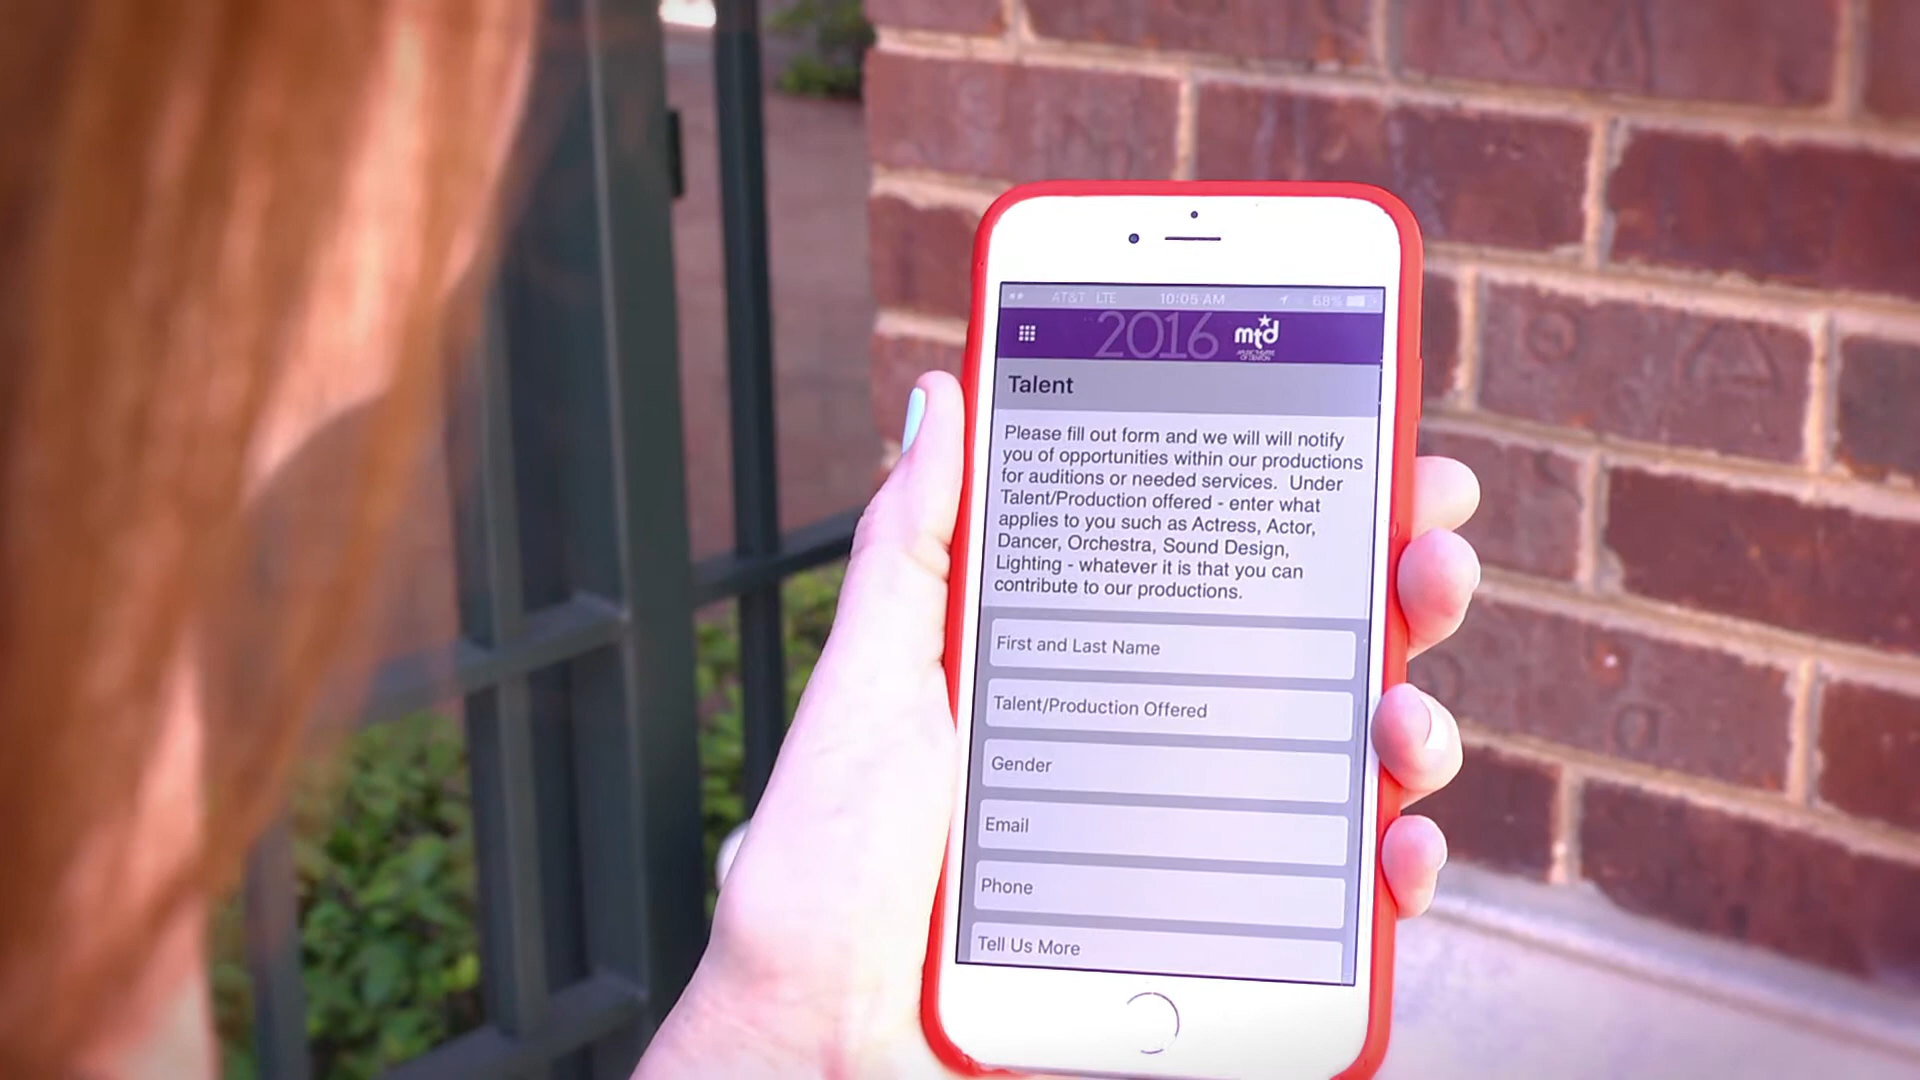 AT&T LTE 10:05 AM 68%
2016 mtd
Talent
Please fill out form and we will will notify
you of opportunities within our productions
for auditions or needed services. Under
Talent/Production offered - enter what
applies to you such as Actress, Actor,
Dancer, Orchestra, Sound Design,
Lighting - whatever it is that you can
contribute to our productions.
First and Last Name
Talent/Production Offered
Gender
Email
Phone
Tell Us More